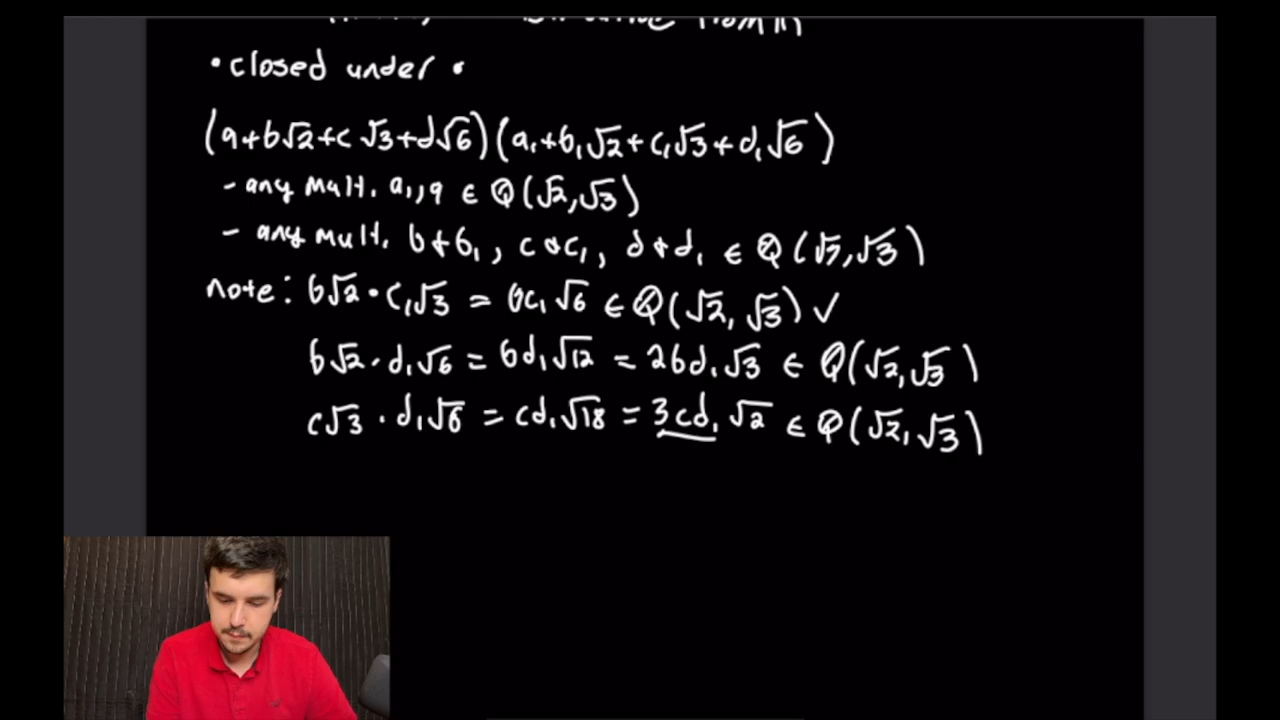 from
• closed under •
(a+b√2+c√3+d√6)(a₁+b₁√2+c₁√3+d₁√6)
- any mult. a₁,a ∈ Q(√2,√3)
- any mult. b & b₁, c & c₁, d & d₁ ∈ Q(√2,√3)
note: b√2 • c₁√3 = bc₁√6 ∈ Q(√2,√3) ✓
b√2 • d₁√6 = bd₁√12 = 2bd₁√3 ∈ Q(√2,√3)
c√3 • d₁√6 = cd₁√18 = 3cd₁√2 ∈ Q(√2,√3)